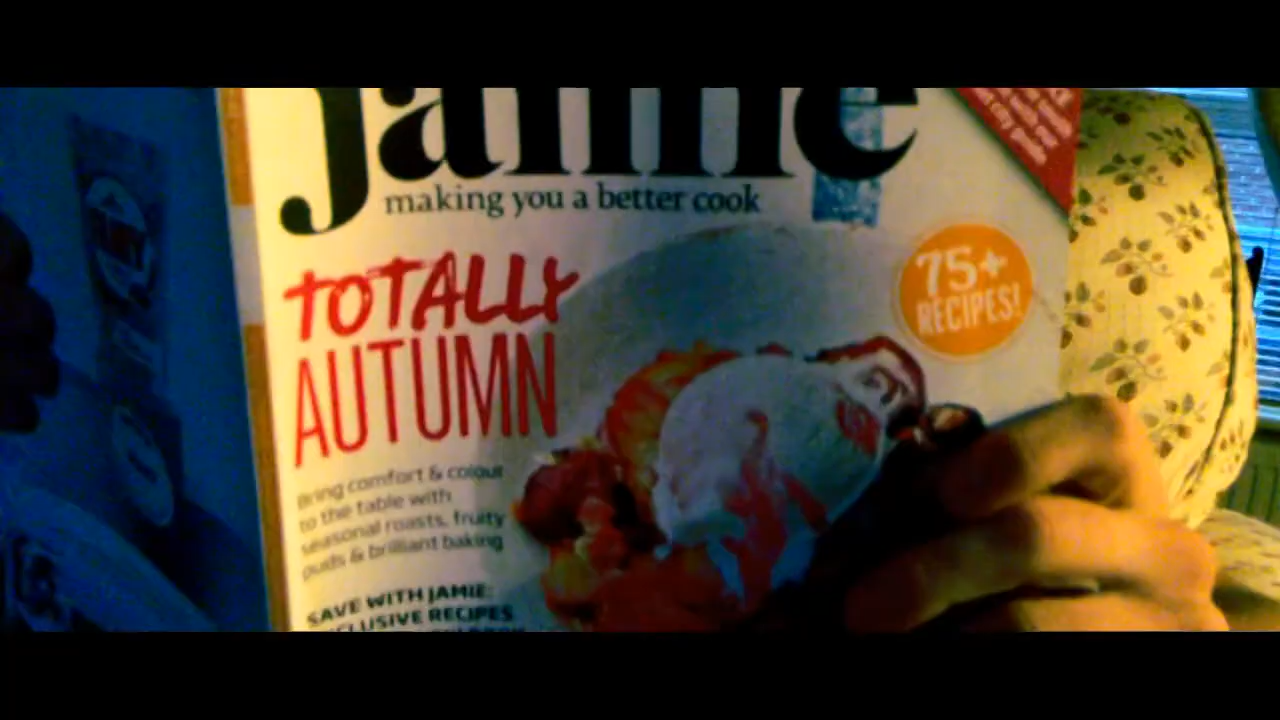 jamie
making you a better cook
75+
RECIPES!
TOTALLY
AUTUMN
Bring comfort & colour
to the table with
seasonal roasts, fruity
puds & brilliant baking
SAVE WITH JAMIE:
RECIPES